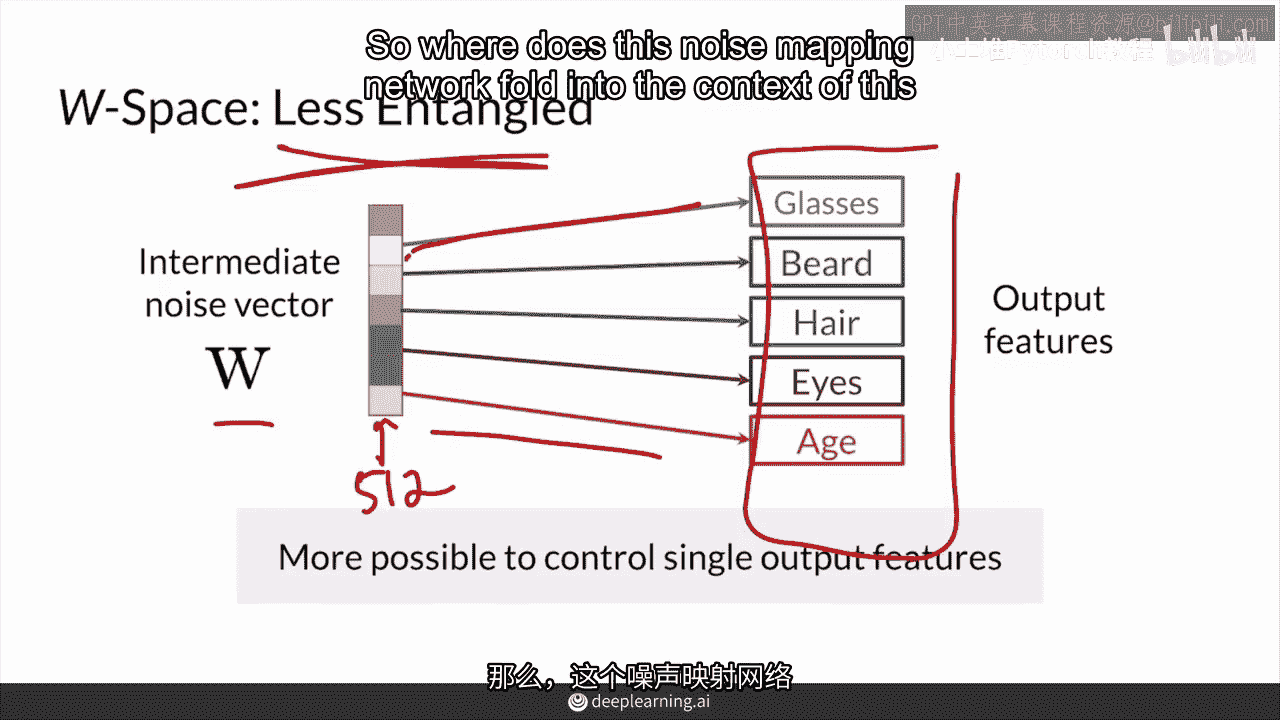 GPT中英字幕课程资源@bilibili.com
So where does this noise mapping
network fold into the context of this
W-Space: Less Entangled
Intermediate
noise vector
W
512
Glasses
Beard
Hair
Eyes
Age
Output
features
More possible to control single output features
那么，这个噪声映射网络
deeplearning.ai